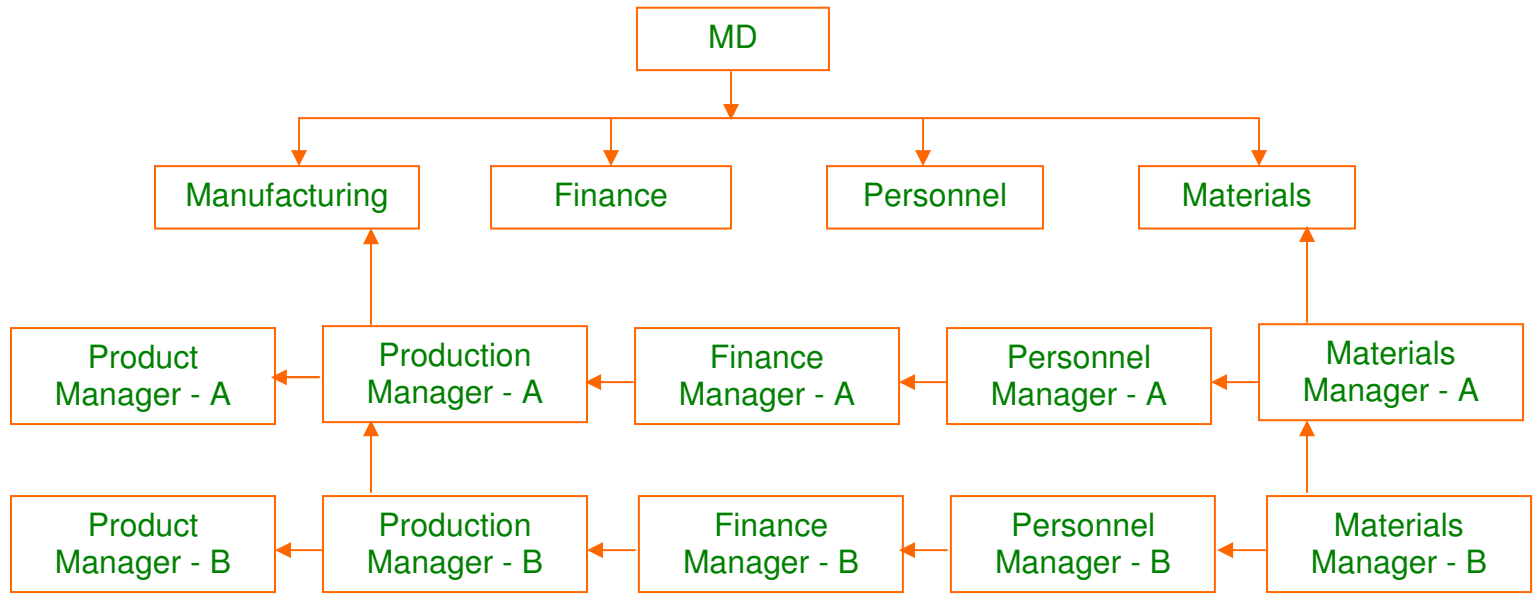 MD
Manufacturing
Finance
Personnel
Materials
Product
Manager - A
Production
Manager - A
Finance
Manager - A
Personnel
Manager - A
Materials
Manager - A
Product
Manager - B
Production
Manager - B
Finance
Manager - B
Personnel
Manager - B
Materials
Manager - B